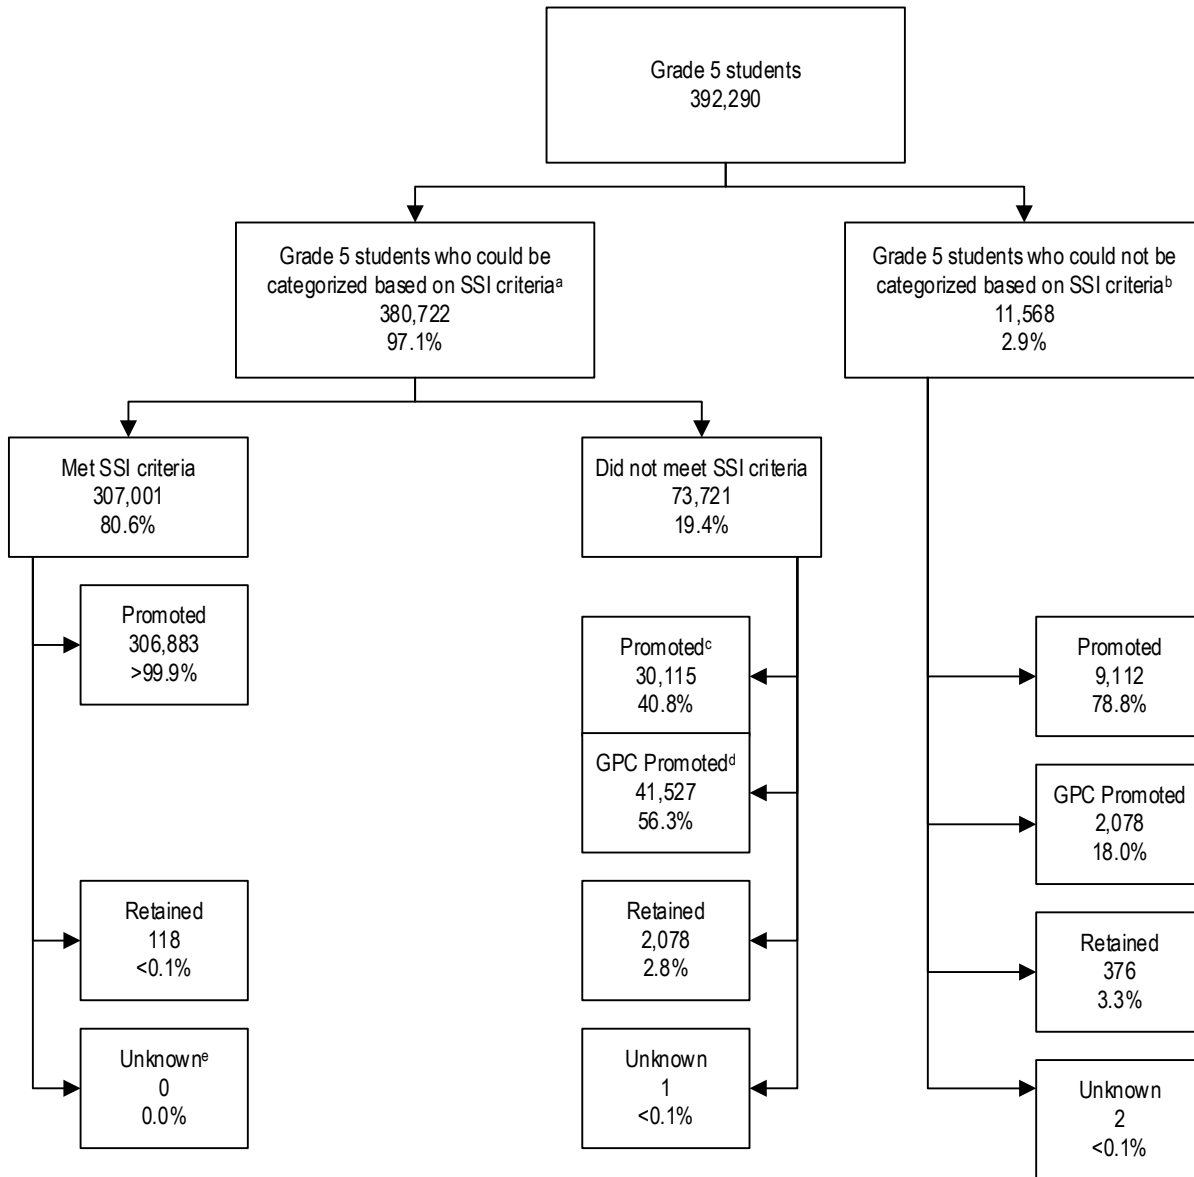 Grade 5 students
392,290
Grade 5 students who could be
categorized based on SSI criteriaᵃ
380,722
97.1%
Grade 5 students who could not be
categorized based on SSI criteriaᵇ
11,568
2.9%
Met SSI criteria
307,001
80.6%
Did not meet SSI criteria
73,721
19.4%
Promoted
306,883
>99.9%
Retained
118
<0.1%
Unknownᵉ
0
0.0%
Promotedᶜ
30,115
40.8%
GPC Promotedᵈ
41,527
56.3%
Retained
2,078
2.8%
Unknown
1
<0.1%
Promoted
9,112
78.8%
GPC Promoted
2,078
18.0%
Retained
376
3.3%
Unknown
2
<0.1%